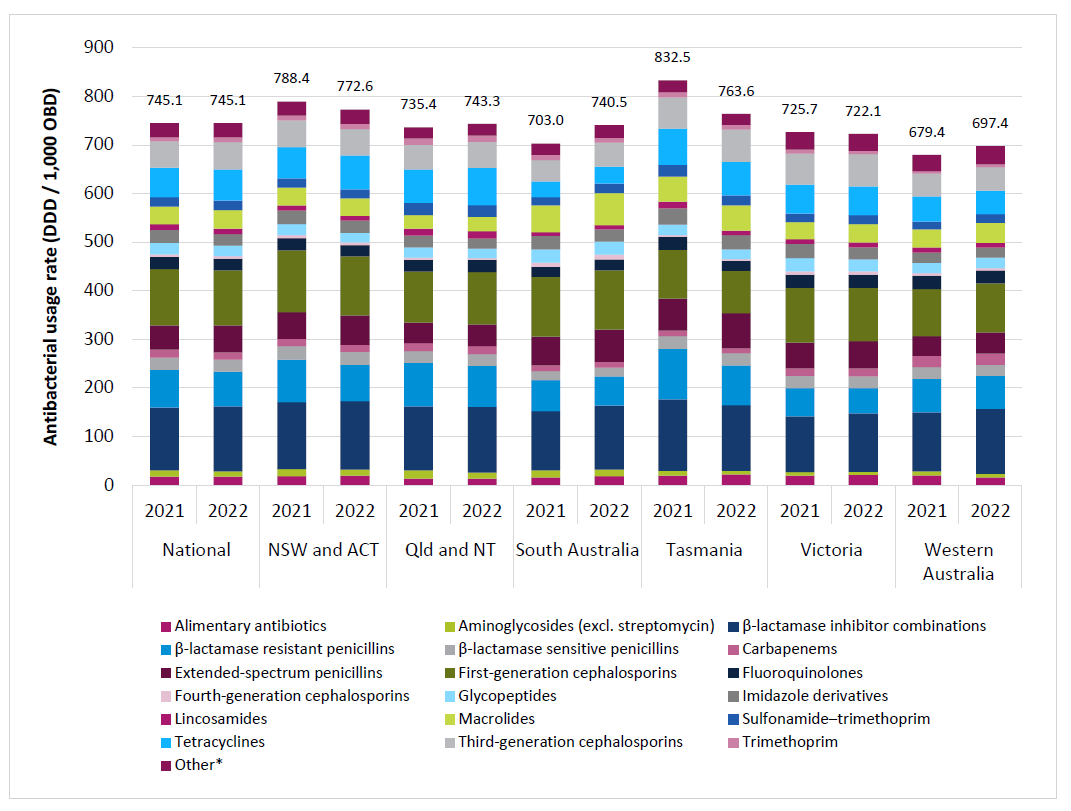 Antibacterial usage rate (DDD / 1,000 OBD)
900
800
700
600
500
400
300
200
100
0
745.1
745.1
788.4
772.6
735.4
743.3
703.0
740.5
832.5
763.6
725.7
722.1
679.4
697.4
2021 2022 2021 2022 2021 2022 2021 2022 2021 2022 2021 2022 2021 2022
National NSW and ACT Qld and NT South Australia Tasmania Victoria Western
Australia
Alimentary antibiotics Aminoglycosides (excl. streptomycin) β-lactamase inhibitor combinations
β-lactamase resistant penicillins β-lactamase sensitive penicillins Carbapenems
Extended-spectrum penicillins First-generation cephalosporins Fluoroquinolones
Fourth-generation cephalosporins Glycopeptides Imidazole derivatives
Lincosamides Macrolides Sulfonamide–trimethoprim
Tetracyclines Third-generation cephalosporins Trimethoprim
Other*